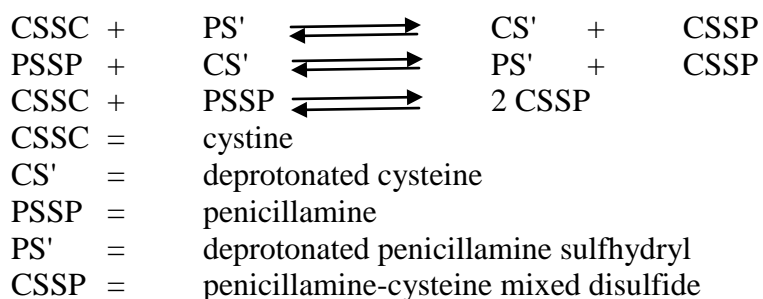 CSSC + PS' CS' + CSSP
PSSP + CS' PS' + CSSP
CSSC + PSSP 2 CSSP
CSSC = cystine
CS' = deprotonated cysteine
PSSP = penicillamine
PS' = deprotonated penicillamine sulfhydryl
CSSP = penicillamine-cysteine mixed disulfide